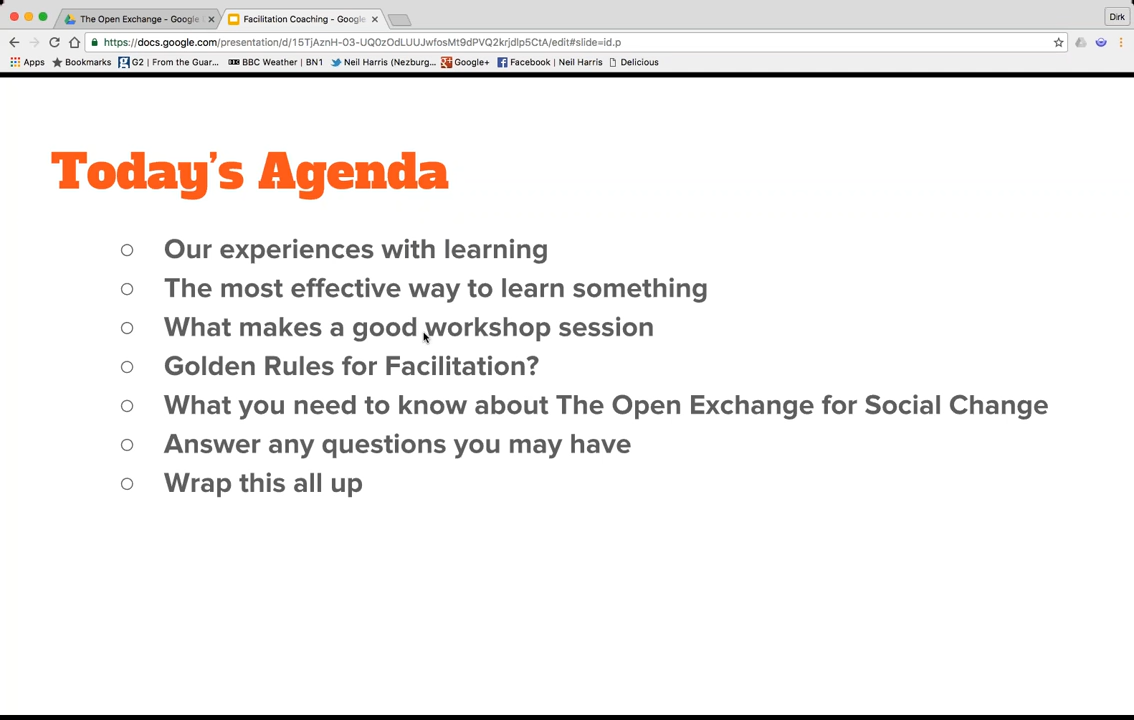 The Open Exchange - Google
Facilitation Coaching - Google
Dirk
https://docs.google.com/presentation/d/15TjAznH-03-UQ0zOdLUUJwfosMt9dPVQ2krjdlp5CtA/edit#slide=id.p
Apps Bookmarks G2 | From the Guar... BBC Weather | BN1 Neil Harris (Nezburg... Google+ Facebook | Neil Harris Delicious
Today's Agenda
Our experiences with learning
The most effective way to learn something
What makes a good workshop session
Golden Rules for Facilitation?
What you need to know about The Open Exchange for Social Change
Answer any questions you may have
Wrap this all up